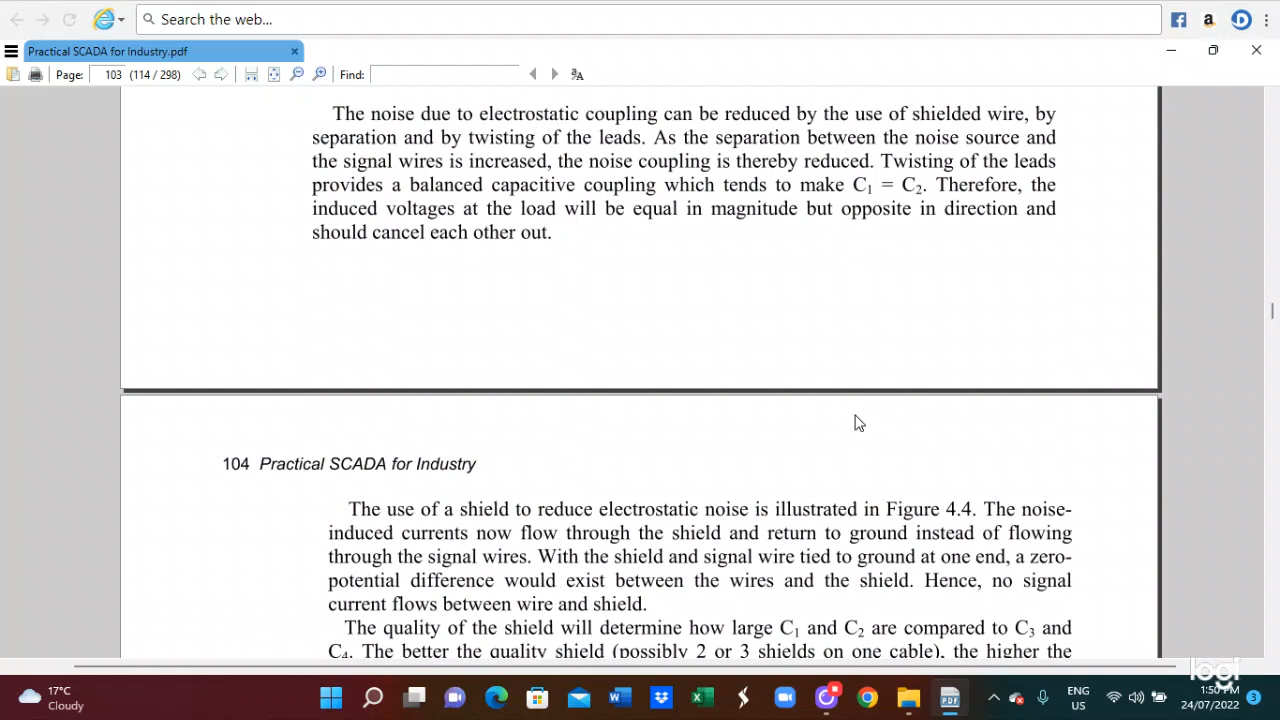 Search the web...
Practical SCADA for Industry.pdf
Page: 103 (114 / 298) Find:
The noise due to electrostatic coupling can be reduced by the use of shielded wire, by
separation and by twisting of the leads. As the separation between the noise source and
the signal wires is increased, the noise coupling is thereby reduced. Twisting of the leads
provides a balanced capacitive coupling which tends to make C₁ = C₂. Therefore, the
induced voltages at the load will be equal in magnitude but opposite in direction and
should cancel each other out.
104 Practical SCADA for Industry
The use of a shield to reduce electrostatic noise is illustrated in Figure 4.4. The noise-
induced currents now flow through the shield and return to ground instead of flowing
through the signal wires. With the shield and signal wire tied to ground at one end, a zero-
potential difference would exist between the wires and the shield. Hence, no signal
current flows between wire and shield.
The quality of the shield will determine how large C₁ and C₂ are compared to C₃ and
C₄. The better the quality shield (possibly 2 or 3 shields on one cable), the higher the
logi
17°C
Cloudy
ENG
US
1:50 PM
24/07/2022
3